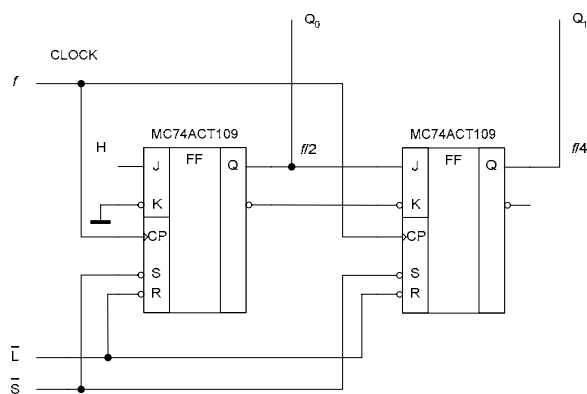 Q0 Q1
CLOCK
f
MC74ACT109 MC74ACT109
H J FF Q f/2 J FF Q f/4
K K
CP CP
S S
R R
L̅
S̅